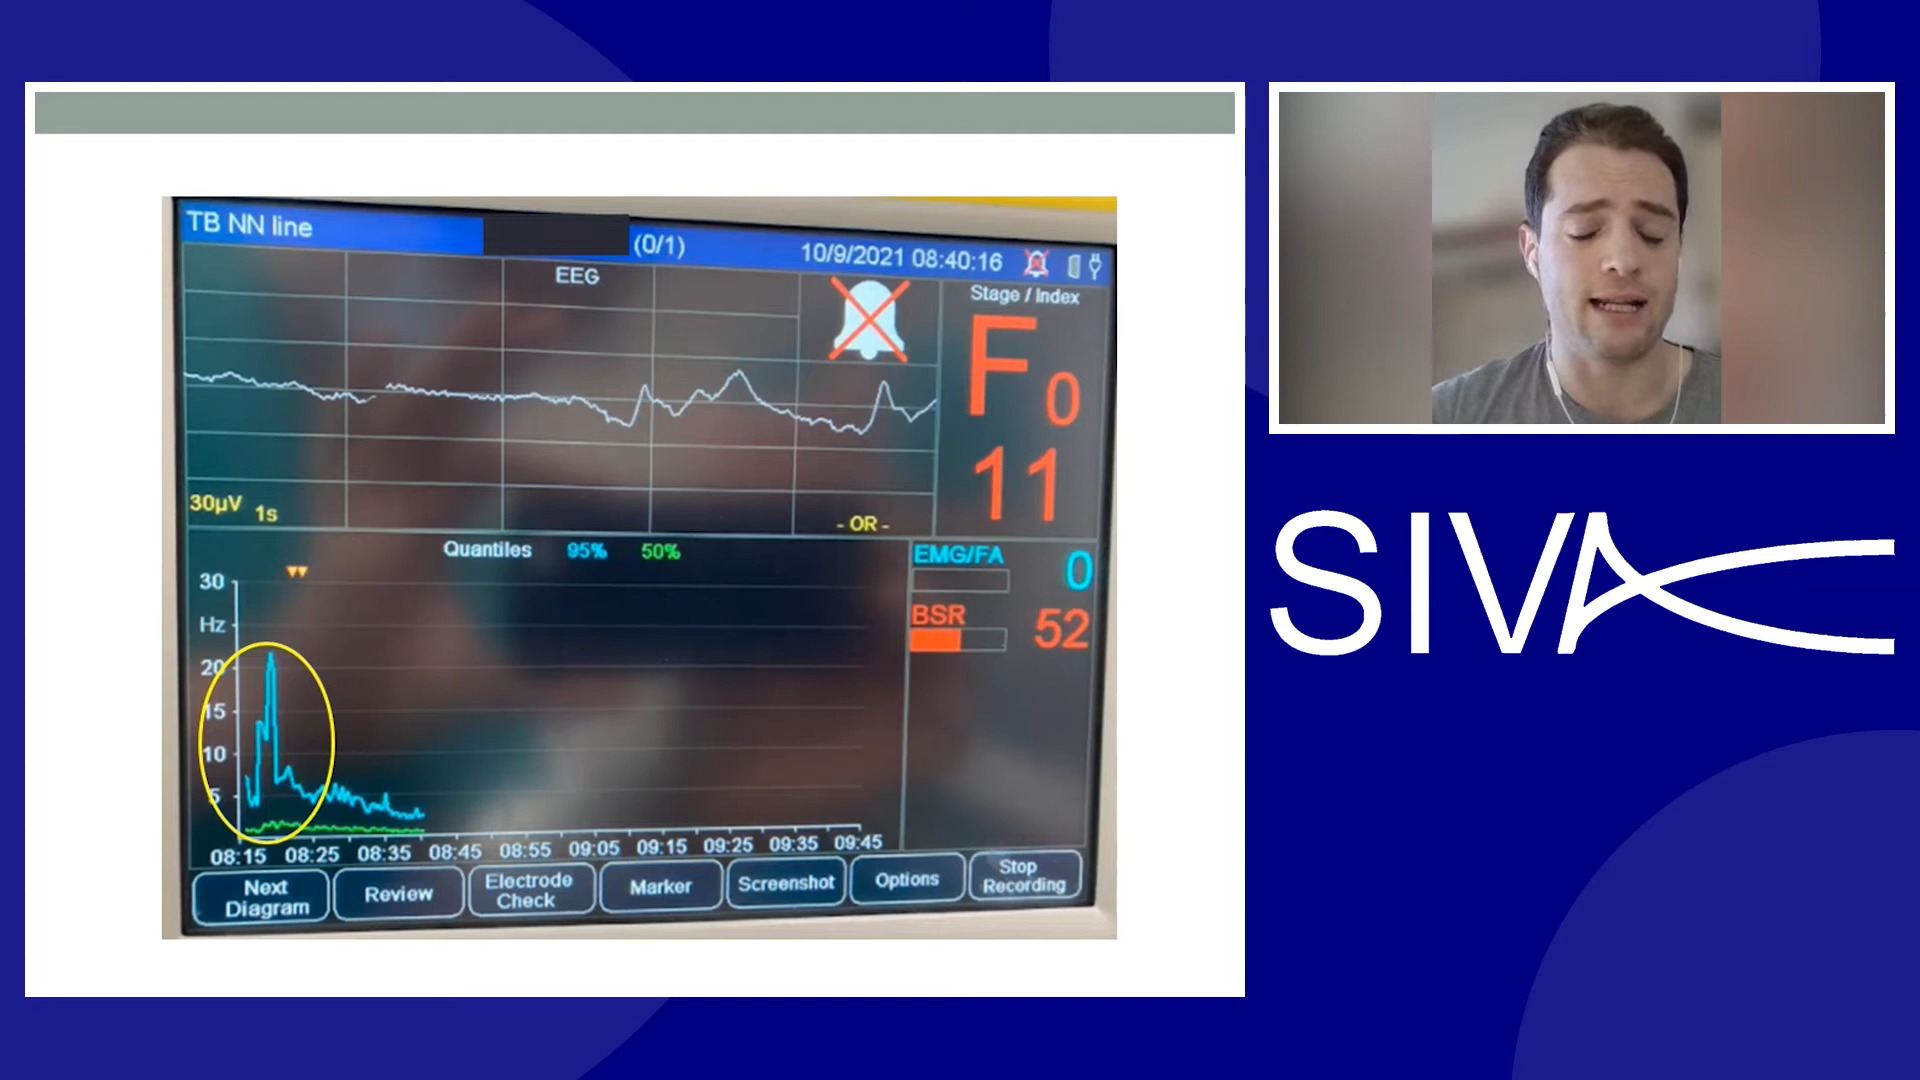 TB NN line
(0/1)
10/9/2021 08:40:16
EEG
Stage / Index
F0
11
30µV 1s
- OR -
Quantiles 95% 50%
EMG/FA 0
BSR 52
30
Hz
20
15
10
5
08:15 08:25 08:35 08:45 08:55 09:05 09:15 09:25 09:35 09:45
Next
Diagram
Review
Electrode
Check
Marker
Screenshot
Options
Stop
Recording
SIVA